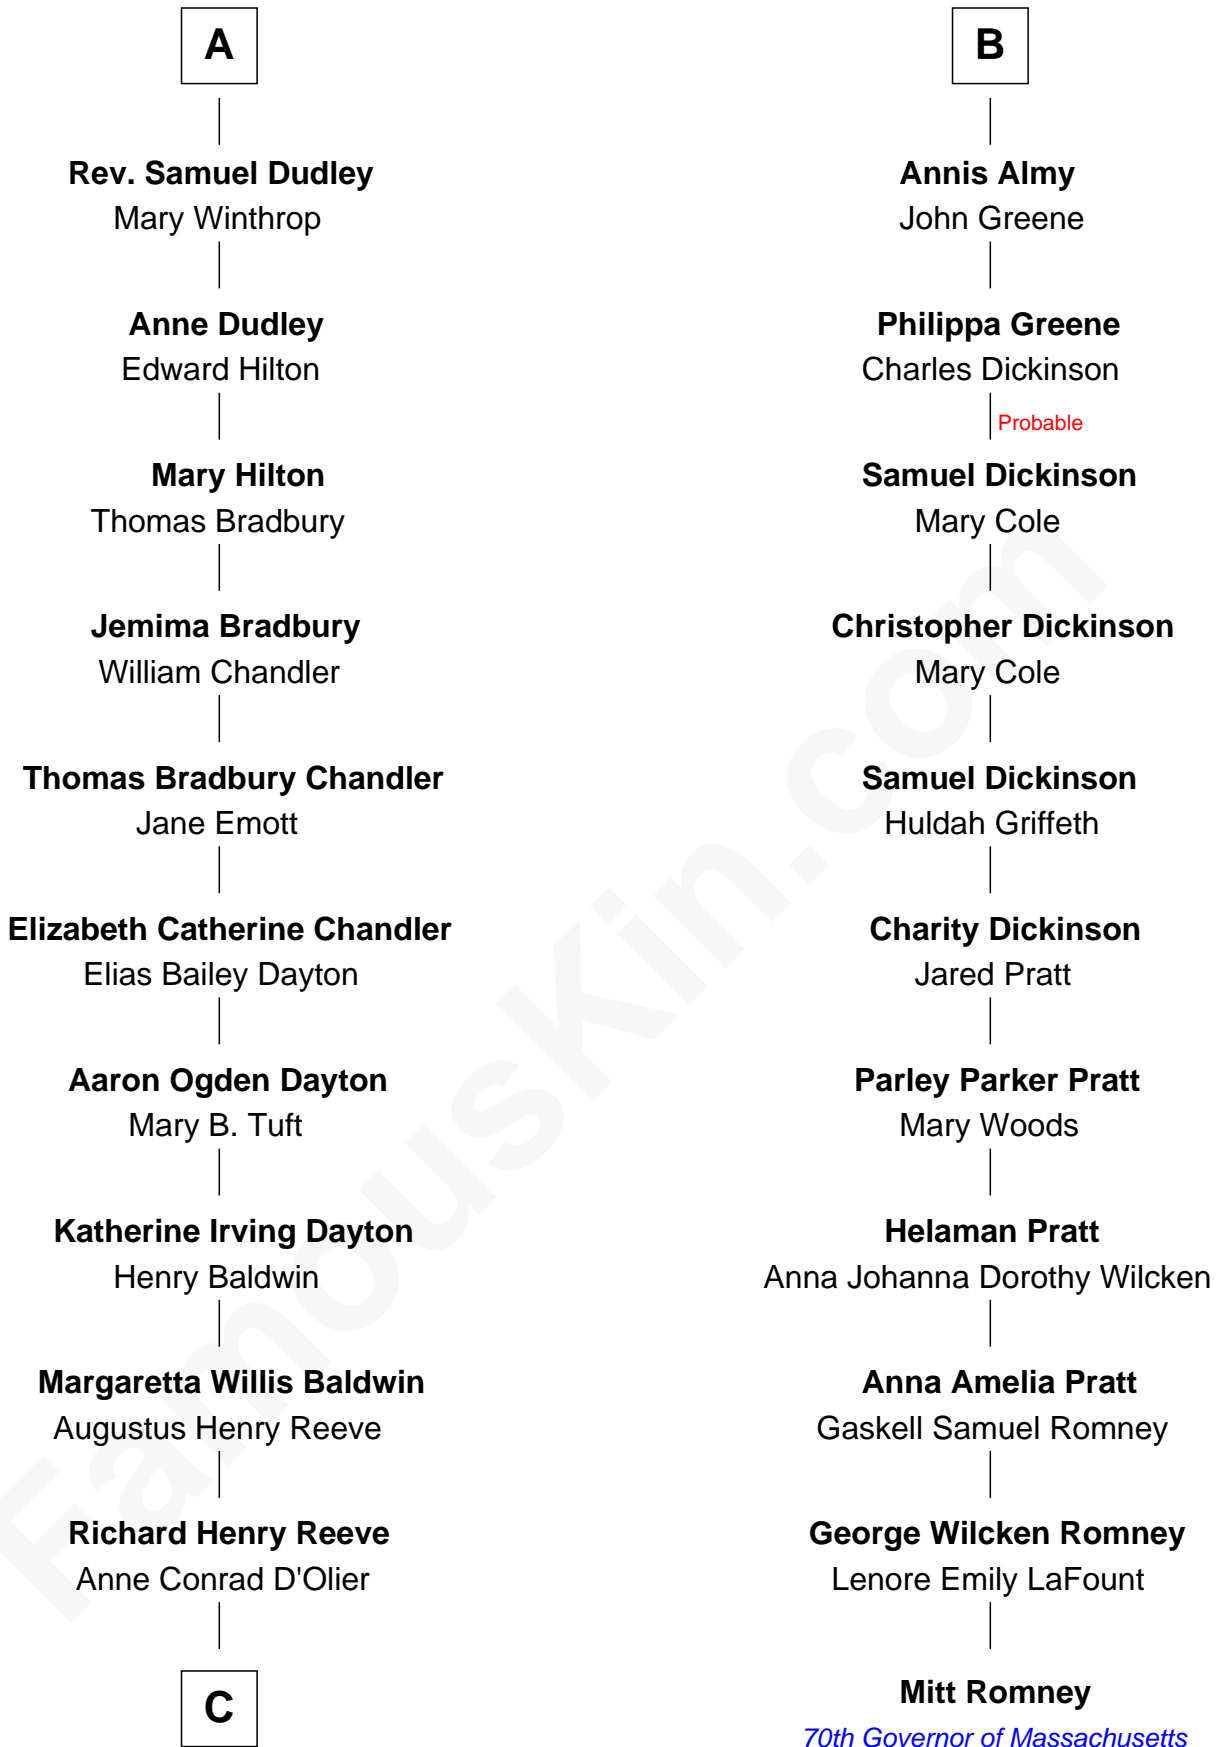 A
Rev. Samuel Dudley
Mary Winthrop
Anne Dudley
Edward Hilton
Mary Hilton
Thomas Bradbury
Jemima Bradbury
William Chandler
Thomas Bradbury Chandler
Jane Emott
Elizabeth Catherine Chandler
Elias Bailey Dayton
Aaron Ogden Dayton
Mary B. Tuft
Katherine Irving Dayton
Henry Baldwin
Margaretta Willis Baldwin
Augustus Henry Reeve
Richard Henry Reeve
Anne Conrad D'Olier
C
B
Annis Almy
John Greene
Philippa Greene
Charles Dickinson
Probable
Samuel Dickinson
Mary Cole
Christopher Dickinson
Mary Cole
Samuel Dickinson
Huldah Griffeth
Charity Dickinson
Jared Pratt
Parley Parker Pratt
Mary Woods
Helaman Pratt
Anna Johanna Dorothy Wilcken
Anna Amelia Pratt
Gaskell Samuel Romney
George Wilcken Romney
Lenore Emily LaFount
Mitt Romney
70th Governor of Massachusetts
FamousKin.com